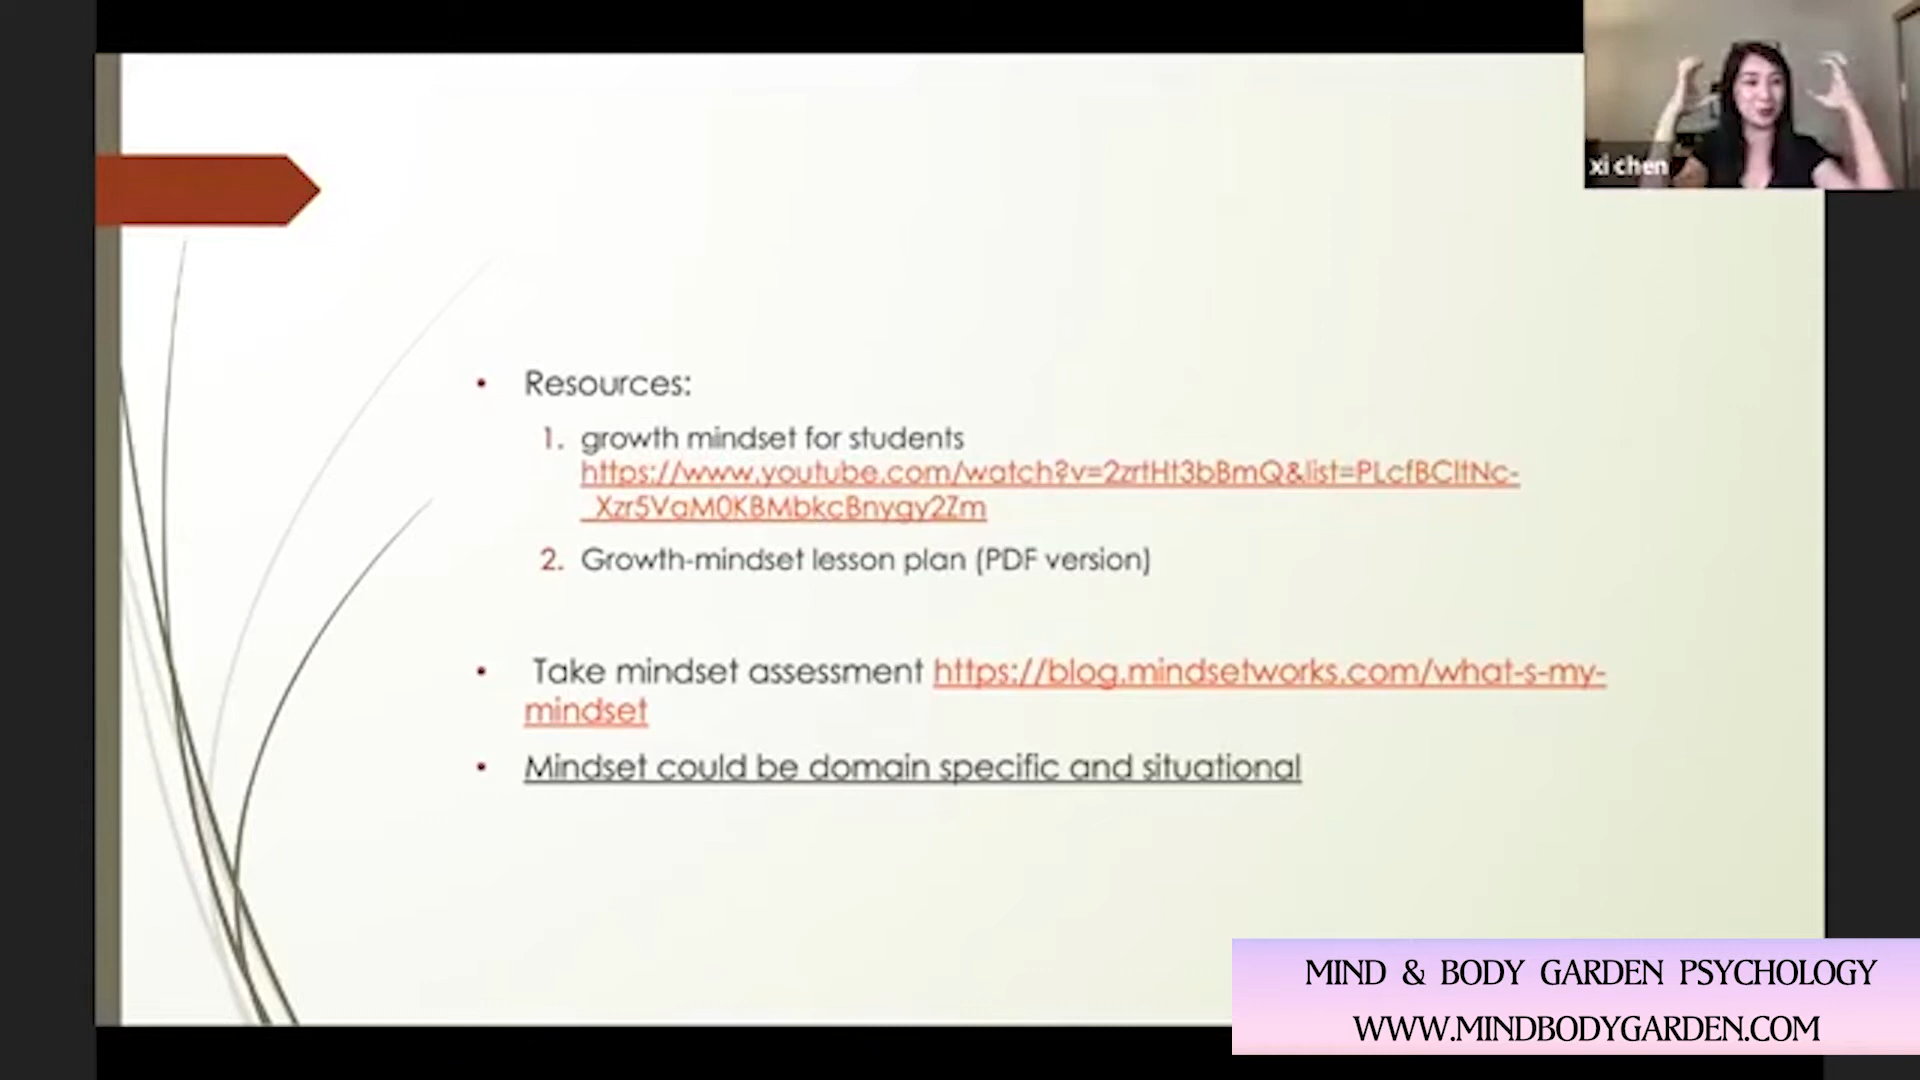 xi chen
Resources:
1. growth mindset for students
https://www.youtube.com/watch?v=2zrtHt3bBmQ&list=PLcfBCltNc-
_Xzr5VaM0KBMbkcBnygy2Zm
2. Growth-mindset lesson plan (PDF version)
Take mindset assessment https://blog.mindsetworks.com/what-s-my-
mindset
Mindset could be domain specific and situational
MIND & BODY GARDEN PSYCHOLOGY
WWW.MINDBODYGARDEN.COM